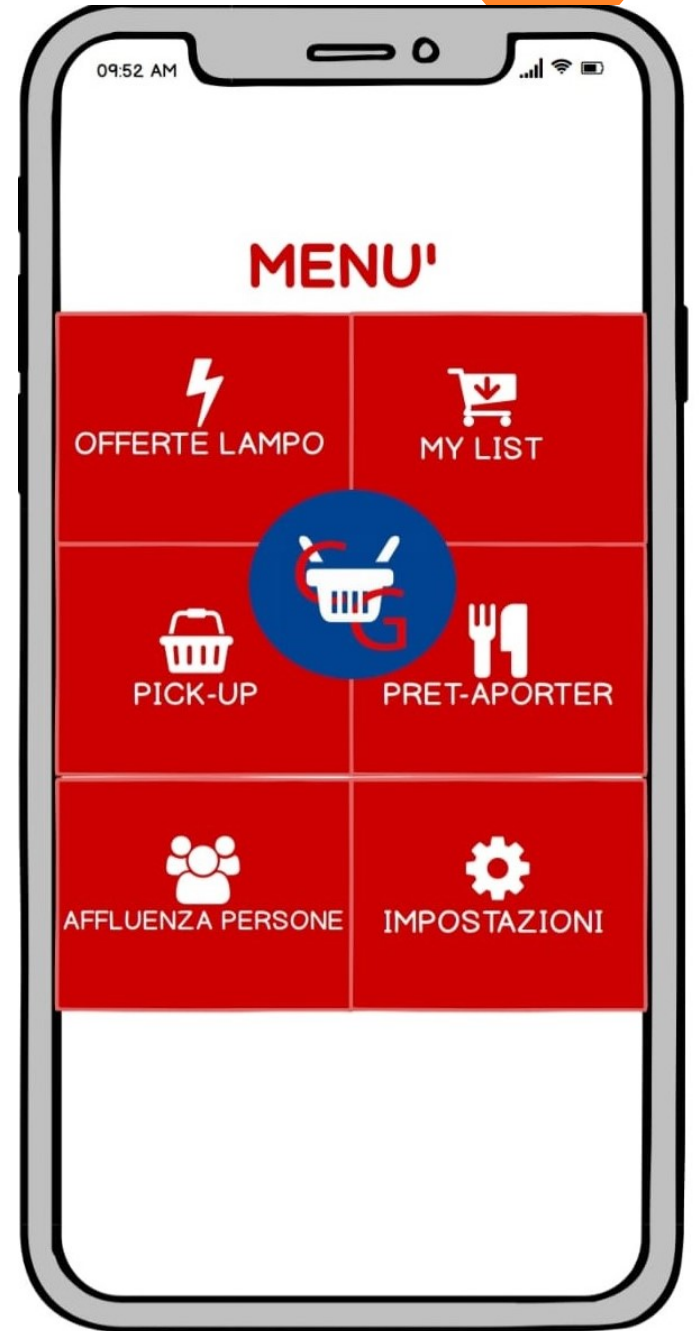 09:52 AM
MENU'
OFFERTE LAMPO
MY LIST
G G
PICK-UP
PRET-APORTER
AFFLUENZA PERSONE
IMPOSTAZIONI